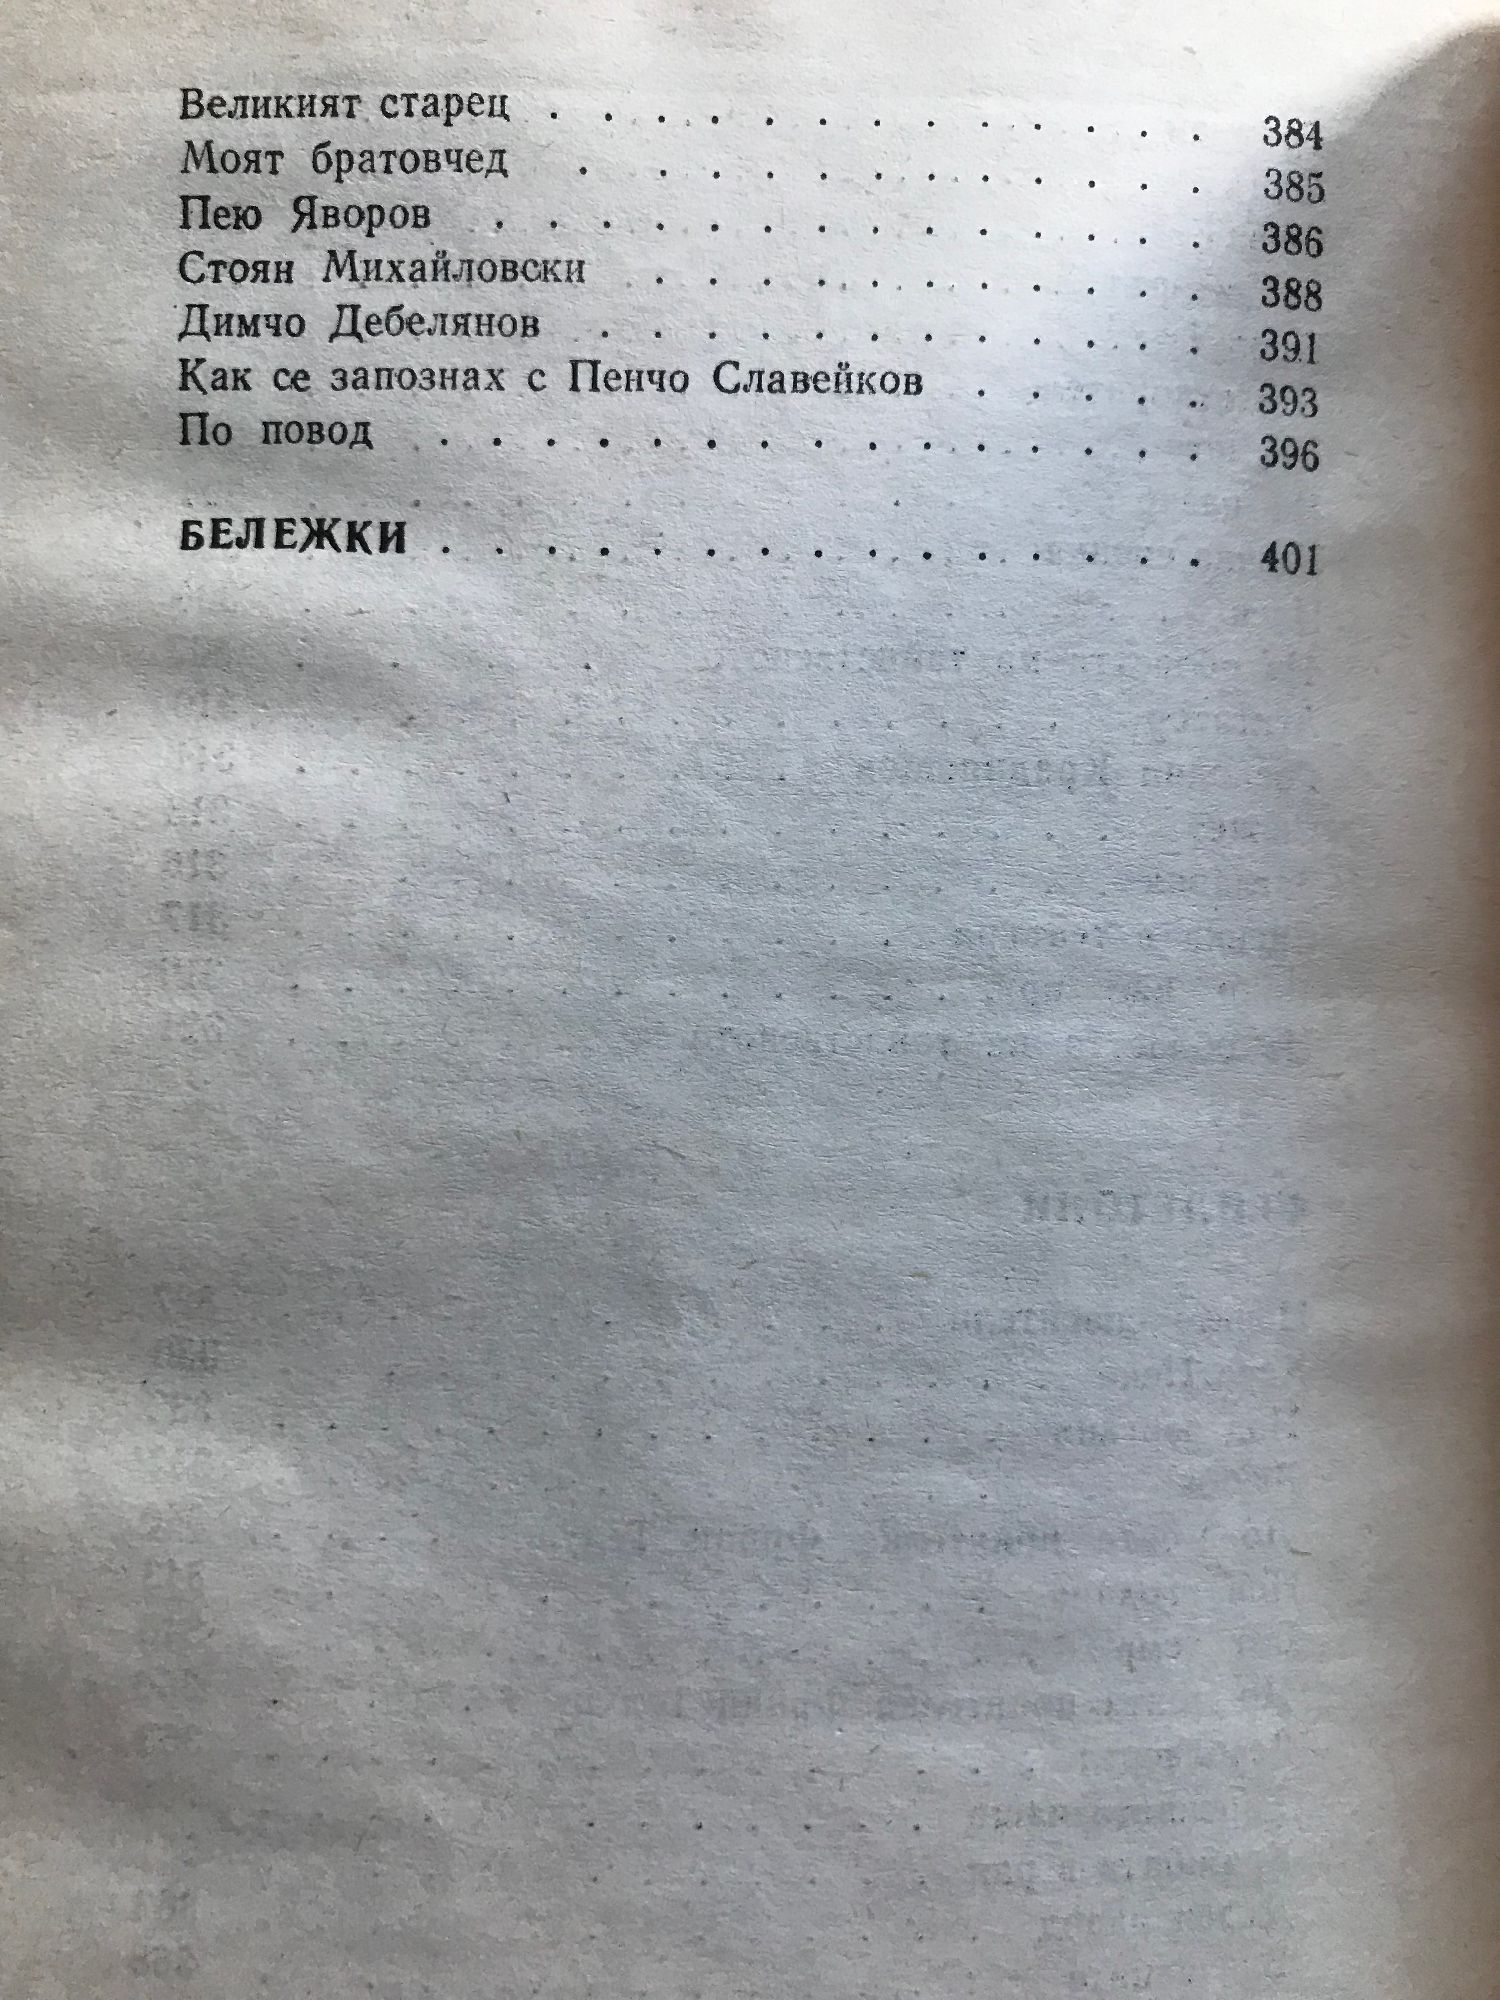 Великият старец . . . . . . . . . . . . . 384
Моят братовчед . . . . . . . . . . . . 385
Пею Яворов . . . . . . . . . . . . . . 386
Стоян Михайловски . . . . . . . . . . . 388
Димчо Дебелянов . . . . . . . . . . . . 391
Как се запознах с Пенчо Славейков . . . . . 393
По повод . . . . . . . . . . . . . . . 396
БЕЛЕЖКИ . . . . . . . . . . . . . . . 401